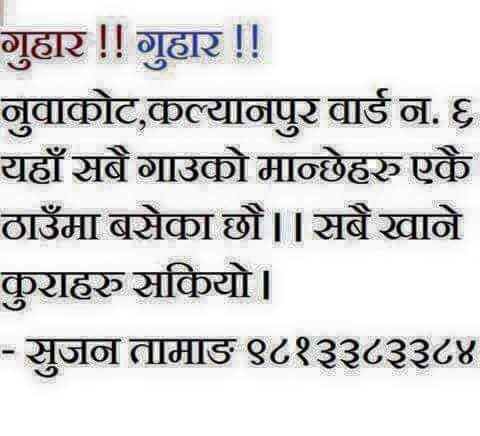 गुहार !! गुहार !!
नुवाकोट,कल्यानपुर वार्ड न. ६
यहाँ सबै गाउको मान्छेहरु एकै
ठाउँमा बसेका छौ।। सबै खाने
कुराहरु सकियो।
- सुजन तामाङ ९८१३३८३३८४